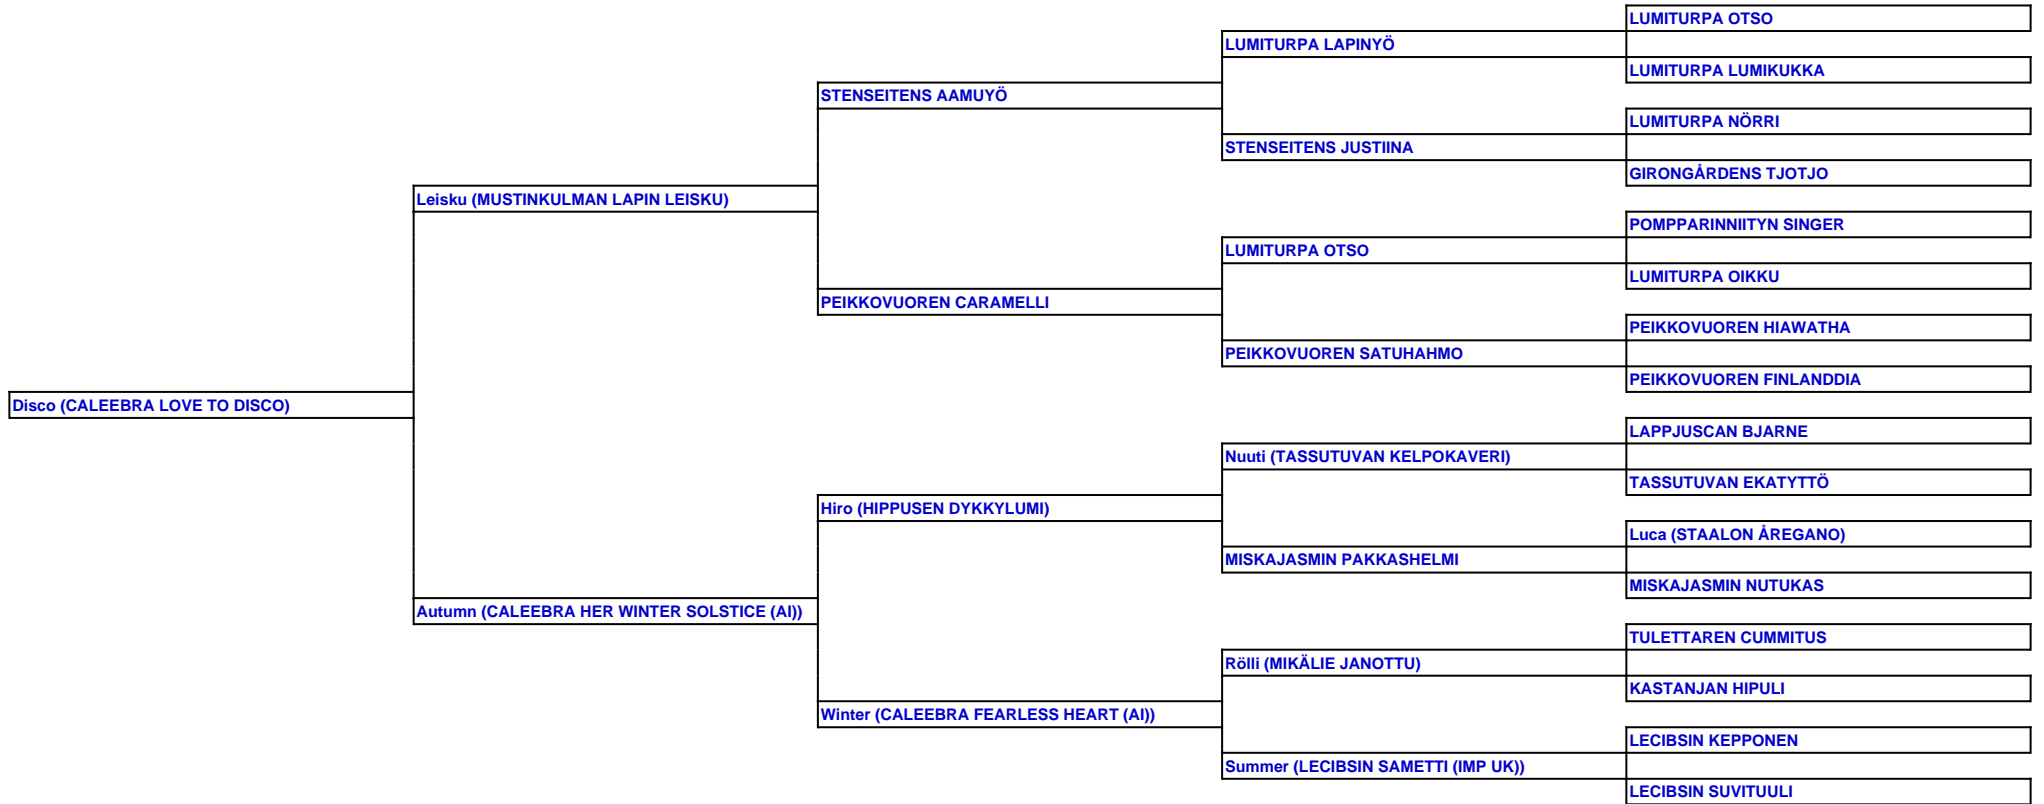 LUMITURPA OTSO
LUMITURPA LAPINYÖ
LUMITURPA LUMIKUKKA
STENSEITENS AAMUYÖ
LUMITURPA NÖRRI
STENSEITENS JUSTIINA
GIRONGÅRDENS TJOTJO
Leisku (MUSTINKULMAN LAPIN LEISKU)
POMPPARINNIITYN SINGER
LUMITURPA OTSO
LUMITURPA OIKKU
PEIKKOVUOREN CARAMELLI
PEIKKOVUOREN HIAWATHA
PEIKKOVUOREN SATUHAHMO
PEIKKOVUOREN FINLANDDIA
Disco (CALEEBRA LOVE TO DISCO)
LAPPJUSCAN BJARNE
Nuuti (TASSUTUVAN KELPOKAVERI)
TASSUTUVAN EKATYTTÖ
Hiro (HIPPUSEN DYKKYLUMI)
Luca (STAALON ÅREGANO)
MISKAJASMIN PAKKASHELMI
MISKAJASMIN NUTUKAS
Autumn (CALEEBRA HER WINTER SOLSTICE (AI))
TULETTAREN CUMMITUS
Rölli (MIKÄLIE JANOTTU)
KASTANJAN HIPULI
Winter (CALEEBRA FEARLESS HEART (AI))
LECIBSIN KEPPONEN
Summer (LECIBSIN SAMETTI (IMP UK))
LECIBSIN SUVITUULI